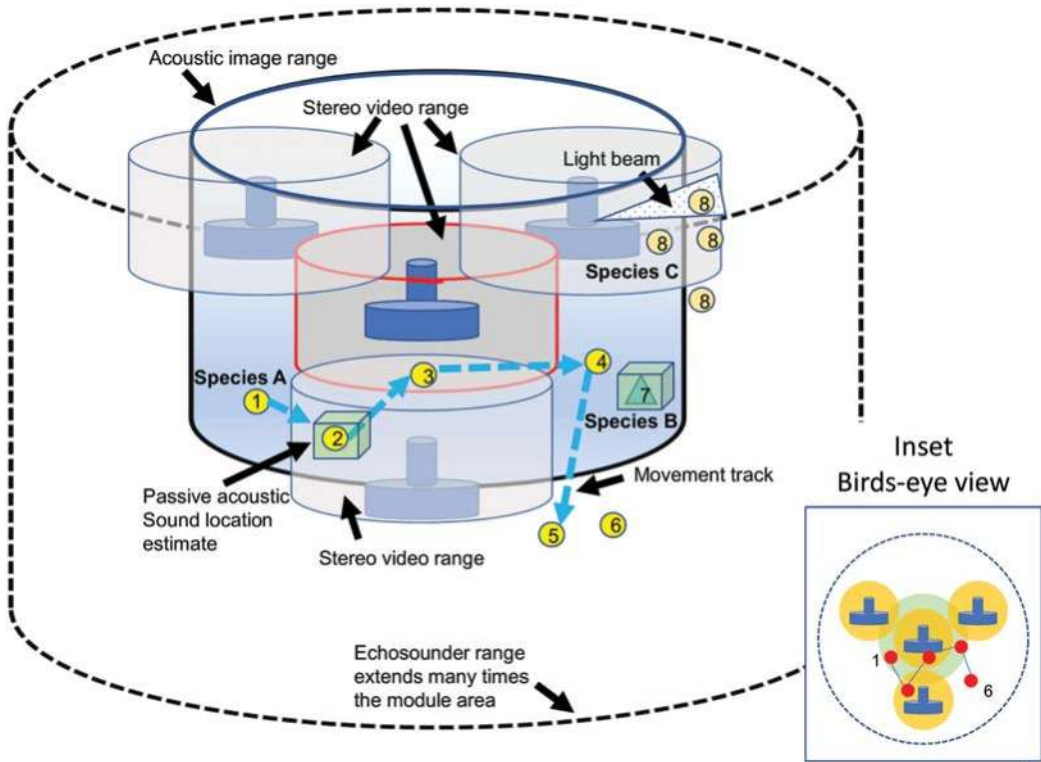 Acoustic image range
Stereo video range
Light beam
8
8
8
Species C
8
Species A
1
2
3
4
7
Species B
Passive acoustic
Sound location
estimate
Movement track
5
6
Stereo video range
Echosounder range
extends many times
the module area
Inset
Birds-eye view
1
6